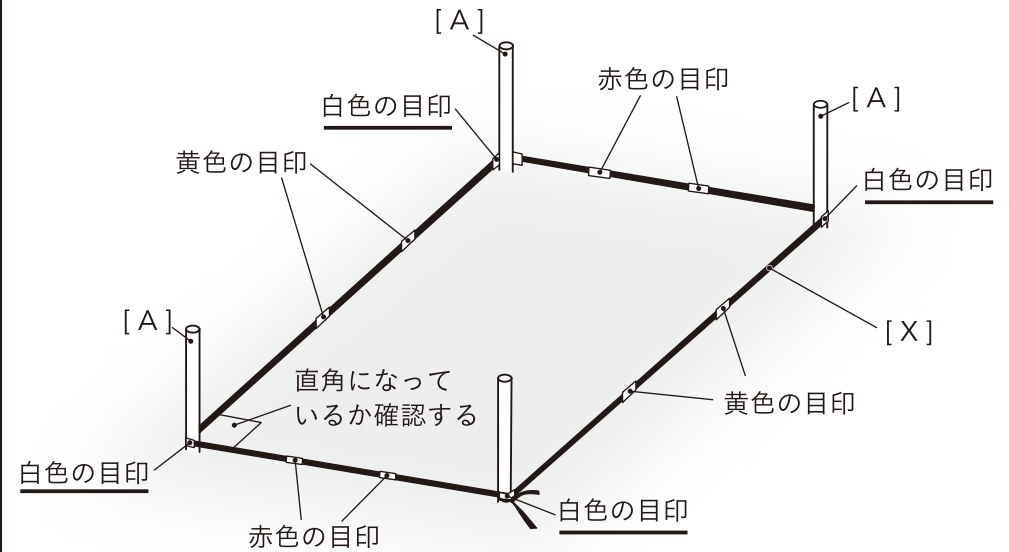 [ A ]
赤色の目印
[ A ]
白色の目印
黄色の目印
白色の目印
[ A ]
[ X ]
直角になって
いるか確認する
黄色の目印
白色の目印
白色の目印
赤色の目印